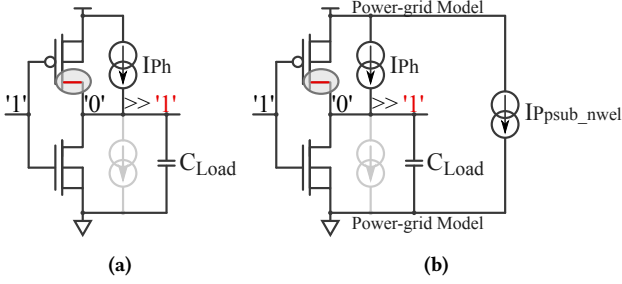 Power-grid Model
IPh
'1'
'0'
>> '1'
CLoad
(a)
IPh
'1'
'0'
>> '1'
IPpsub_nwel
CLoad
Power-grid Model
(b)